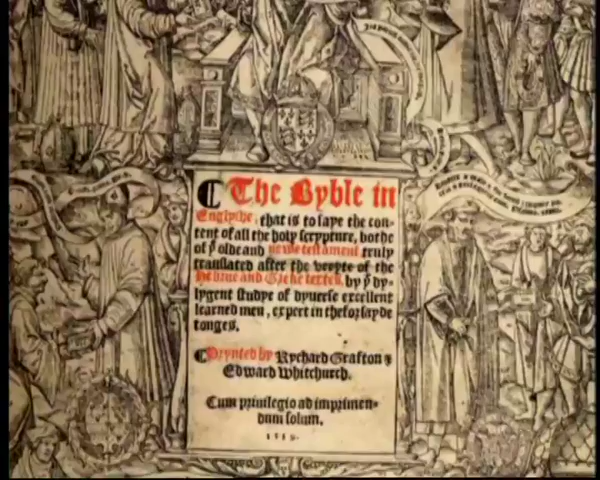 The Byble in
Englyshe, that is to saye the con-
tent of all the holy scrypture, bothe
of yͤ olde and newe testament, truly
translated after the veryte of the
Hebrue and Greke textes, by yͤ dy-
lygent studye of dyuerse excellent
learned men, expert in theforsayde
tonges.
Prynted by Rychard Grafton &
Edward Whitchurch.
Cum priuilegio ad imprimen-
dum solum.
1539.